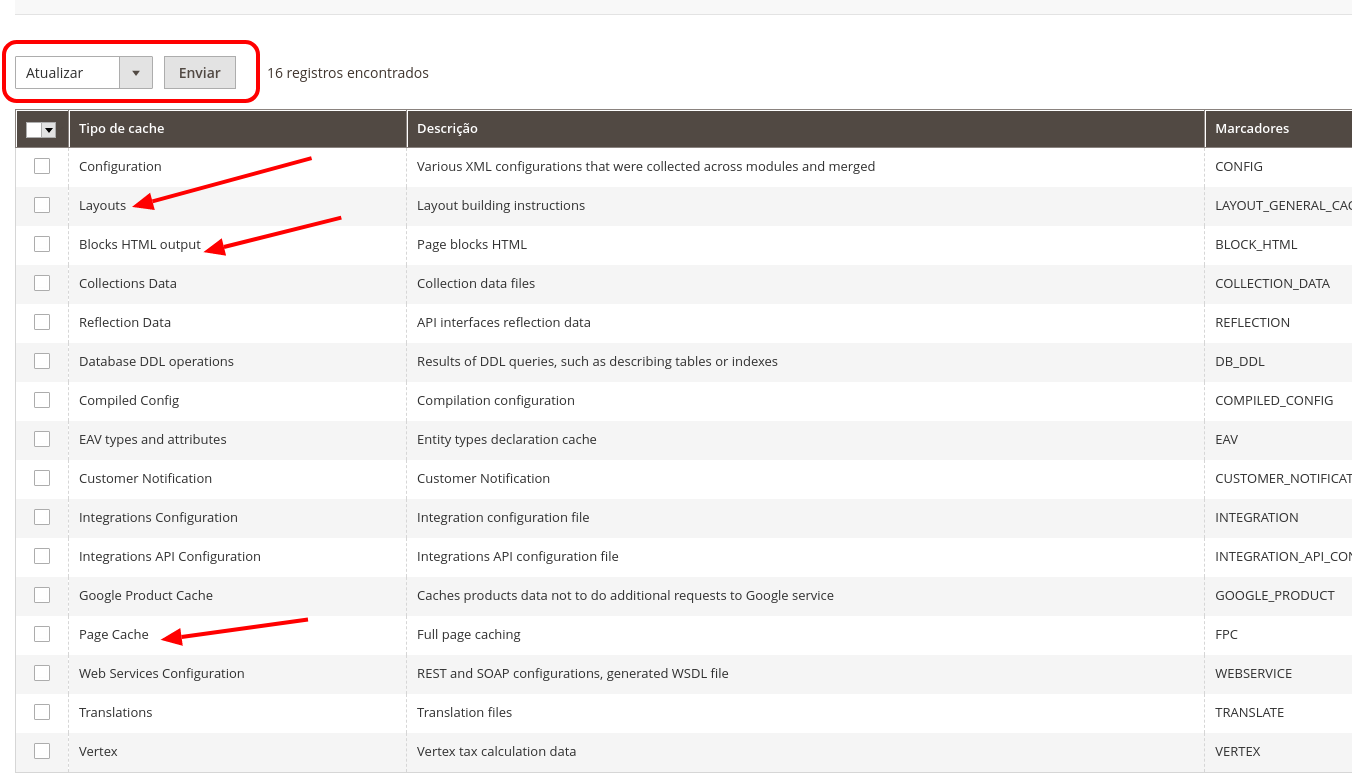 Atualizar Enviar 16 registros encontrados
Tipo de cache Descrição Marcadores
Configuration Various XML configurations that were collected across modules and merged CONFIG
Layouts Layout building instructions LAYOUT_GENERAL_CAC
Blocks HTML output Page blocks HTML BLOCK_HTML
Collections Data Collection data files COLLECTION_DATA
Reflection Data API interfaces reflection data REFLECTION
Database DDL operations Results of DDL queries, such as describing tables or indexes DB_DDL
Compiled Config Compilation configuration COMPILED_CONFIG
EAV types and attributes Entity types declaration cache EAV
Customer Notification Customer Notification CUSTOMER_NOTIFICAT
Integrations Configuration Integration configuration file INTEGRATION
Integrations API Configuration Integrations API configuration file INTEGRATION_API_CON
Google Product Cache Caches products data not to do additional requests to Google service GOOGLE_PRODUCT
Page Cache Full page caching FPC
Web Services Configuration REST and SOAP configurations, generated WSDL file WEBSERVICE
Translations Translation files TRANSLATE
Vertex Vertex tax calculation data VERTEX